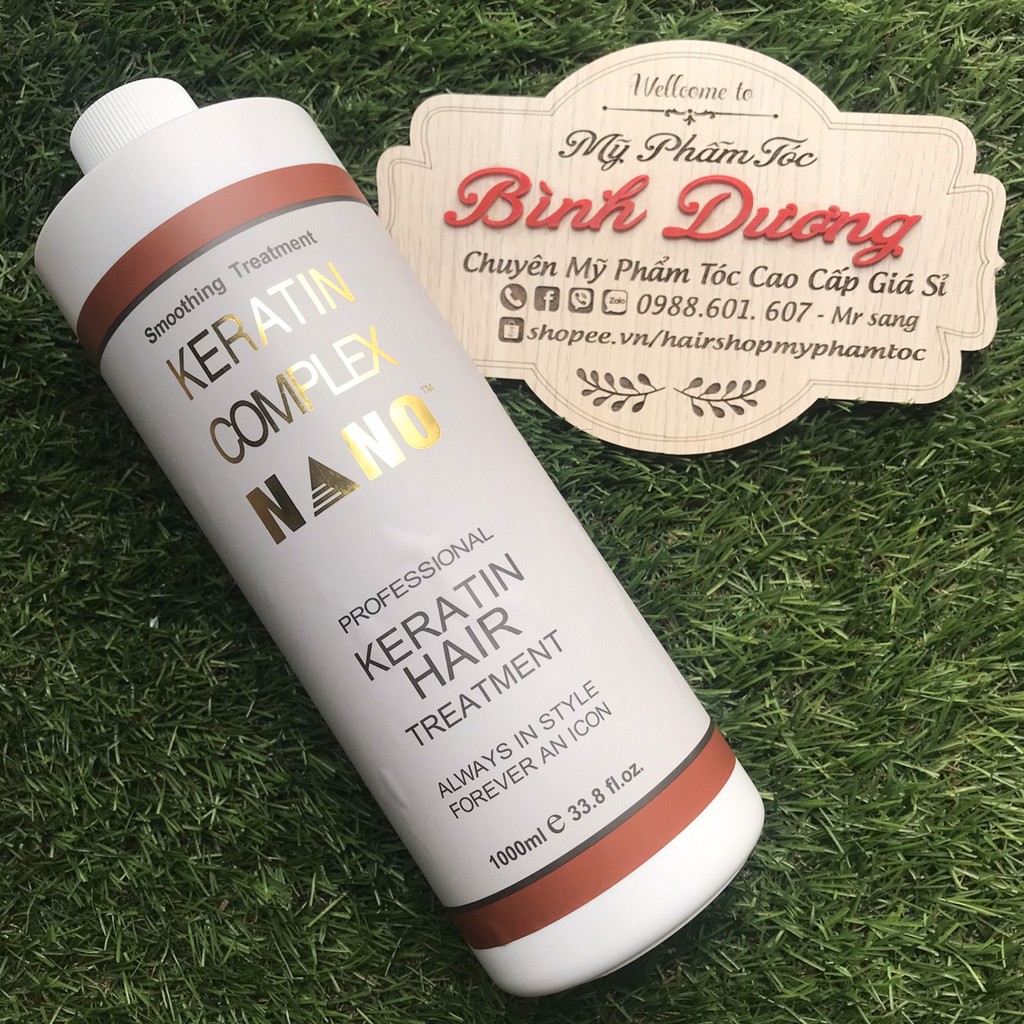 Smoothing Treatment
KERATIN
COMPLEX
NANO™
PROFESSIONAL
KERATIN
HAIR
TREATMENT
ALWAYS IN STYLE
FOREVER AN ICON
1000ml e 33.8 fl.oz.
Wellcome to
Mỹ Phẩm Tóc
Bình Dương
Chuyên Mỹ Phẩm Tóc Cao Cấp Giá Sỉ
Zalo 0988.601. 607 - Mr sang
shopee.vn/hairshopmyphamtoc